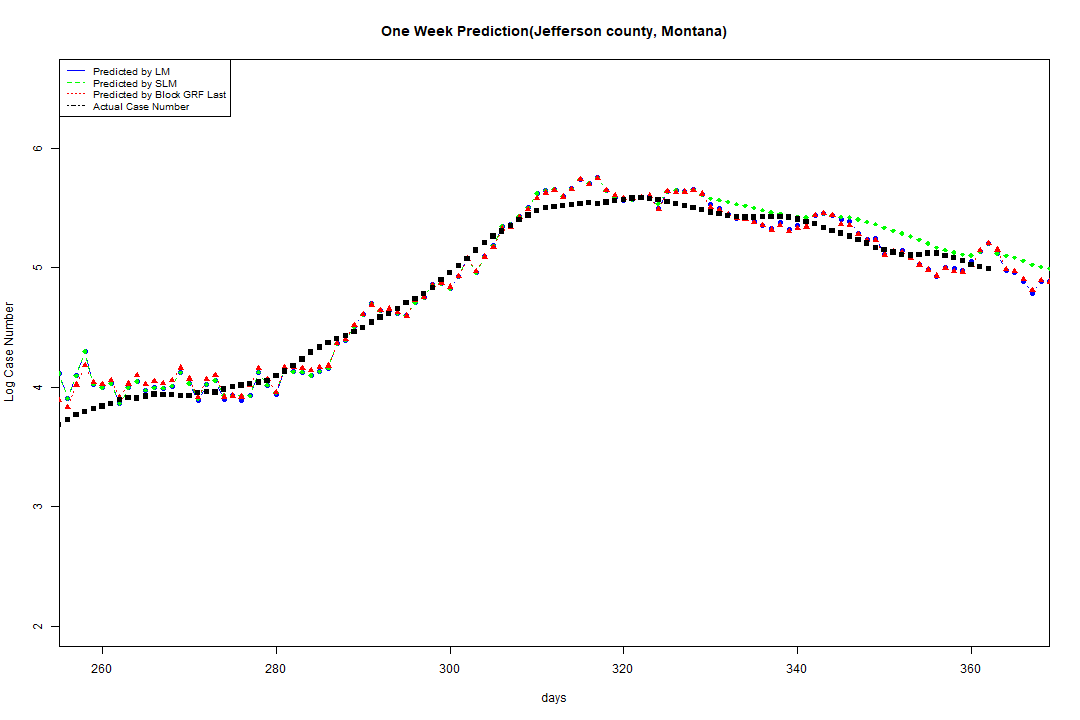 One Week Prediction(Jefferson county, Montana)
Predicted by LM
Predicted by SLM
Predicted by Block GRF Last
Actual Case Number
Log Case Number
6
5
4
3
2
260 280 300 320 340 360
days